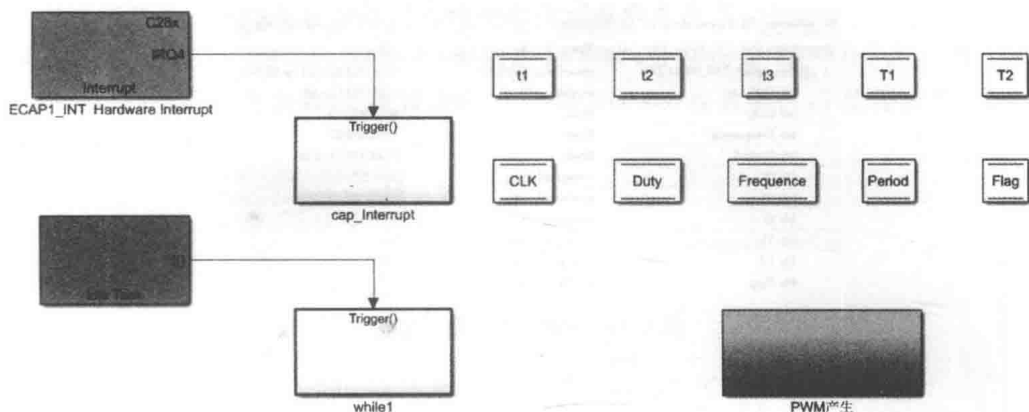 C28x
IRQ4
Interrupt
ECAP1_INT Hardware Interrupt
Trigger()
cap_Interrupt
t1
t2
t3
T1
T2
CLK
Duty
Frequence
Period
Flag
Trigger()
while1
PWM产生